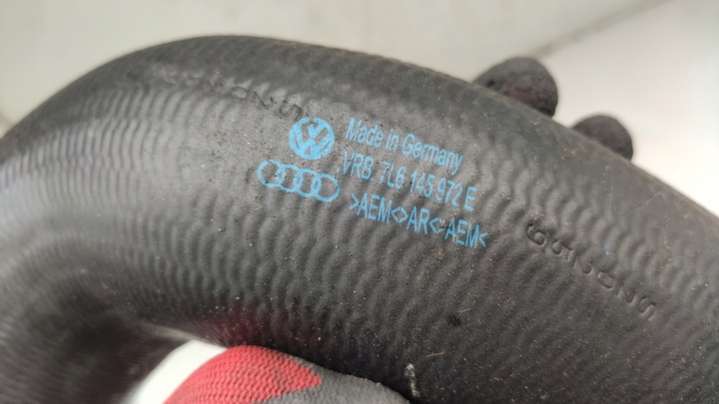 Made in Germany
VRB 7L6 145 972 E
>AEM<>AR<>AEM<